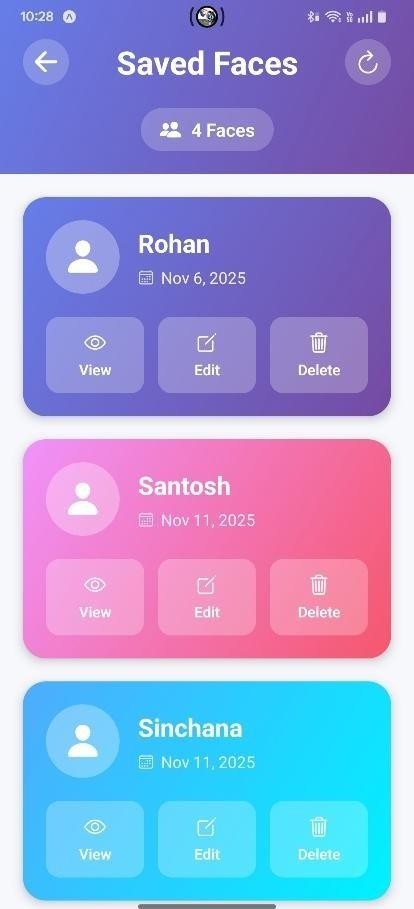 10:28
Saved Faces
4 Faces
Rohan
Nov 6, 2025
View Edit Delete
Santosh
Nov 11, 2025
View Edit Delete
Sinchana
Nov 11, 2025
View Edit Delete